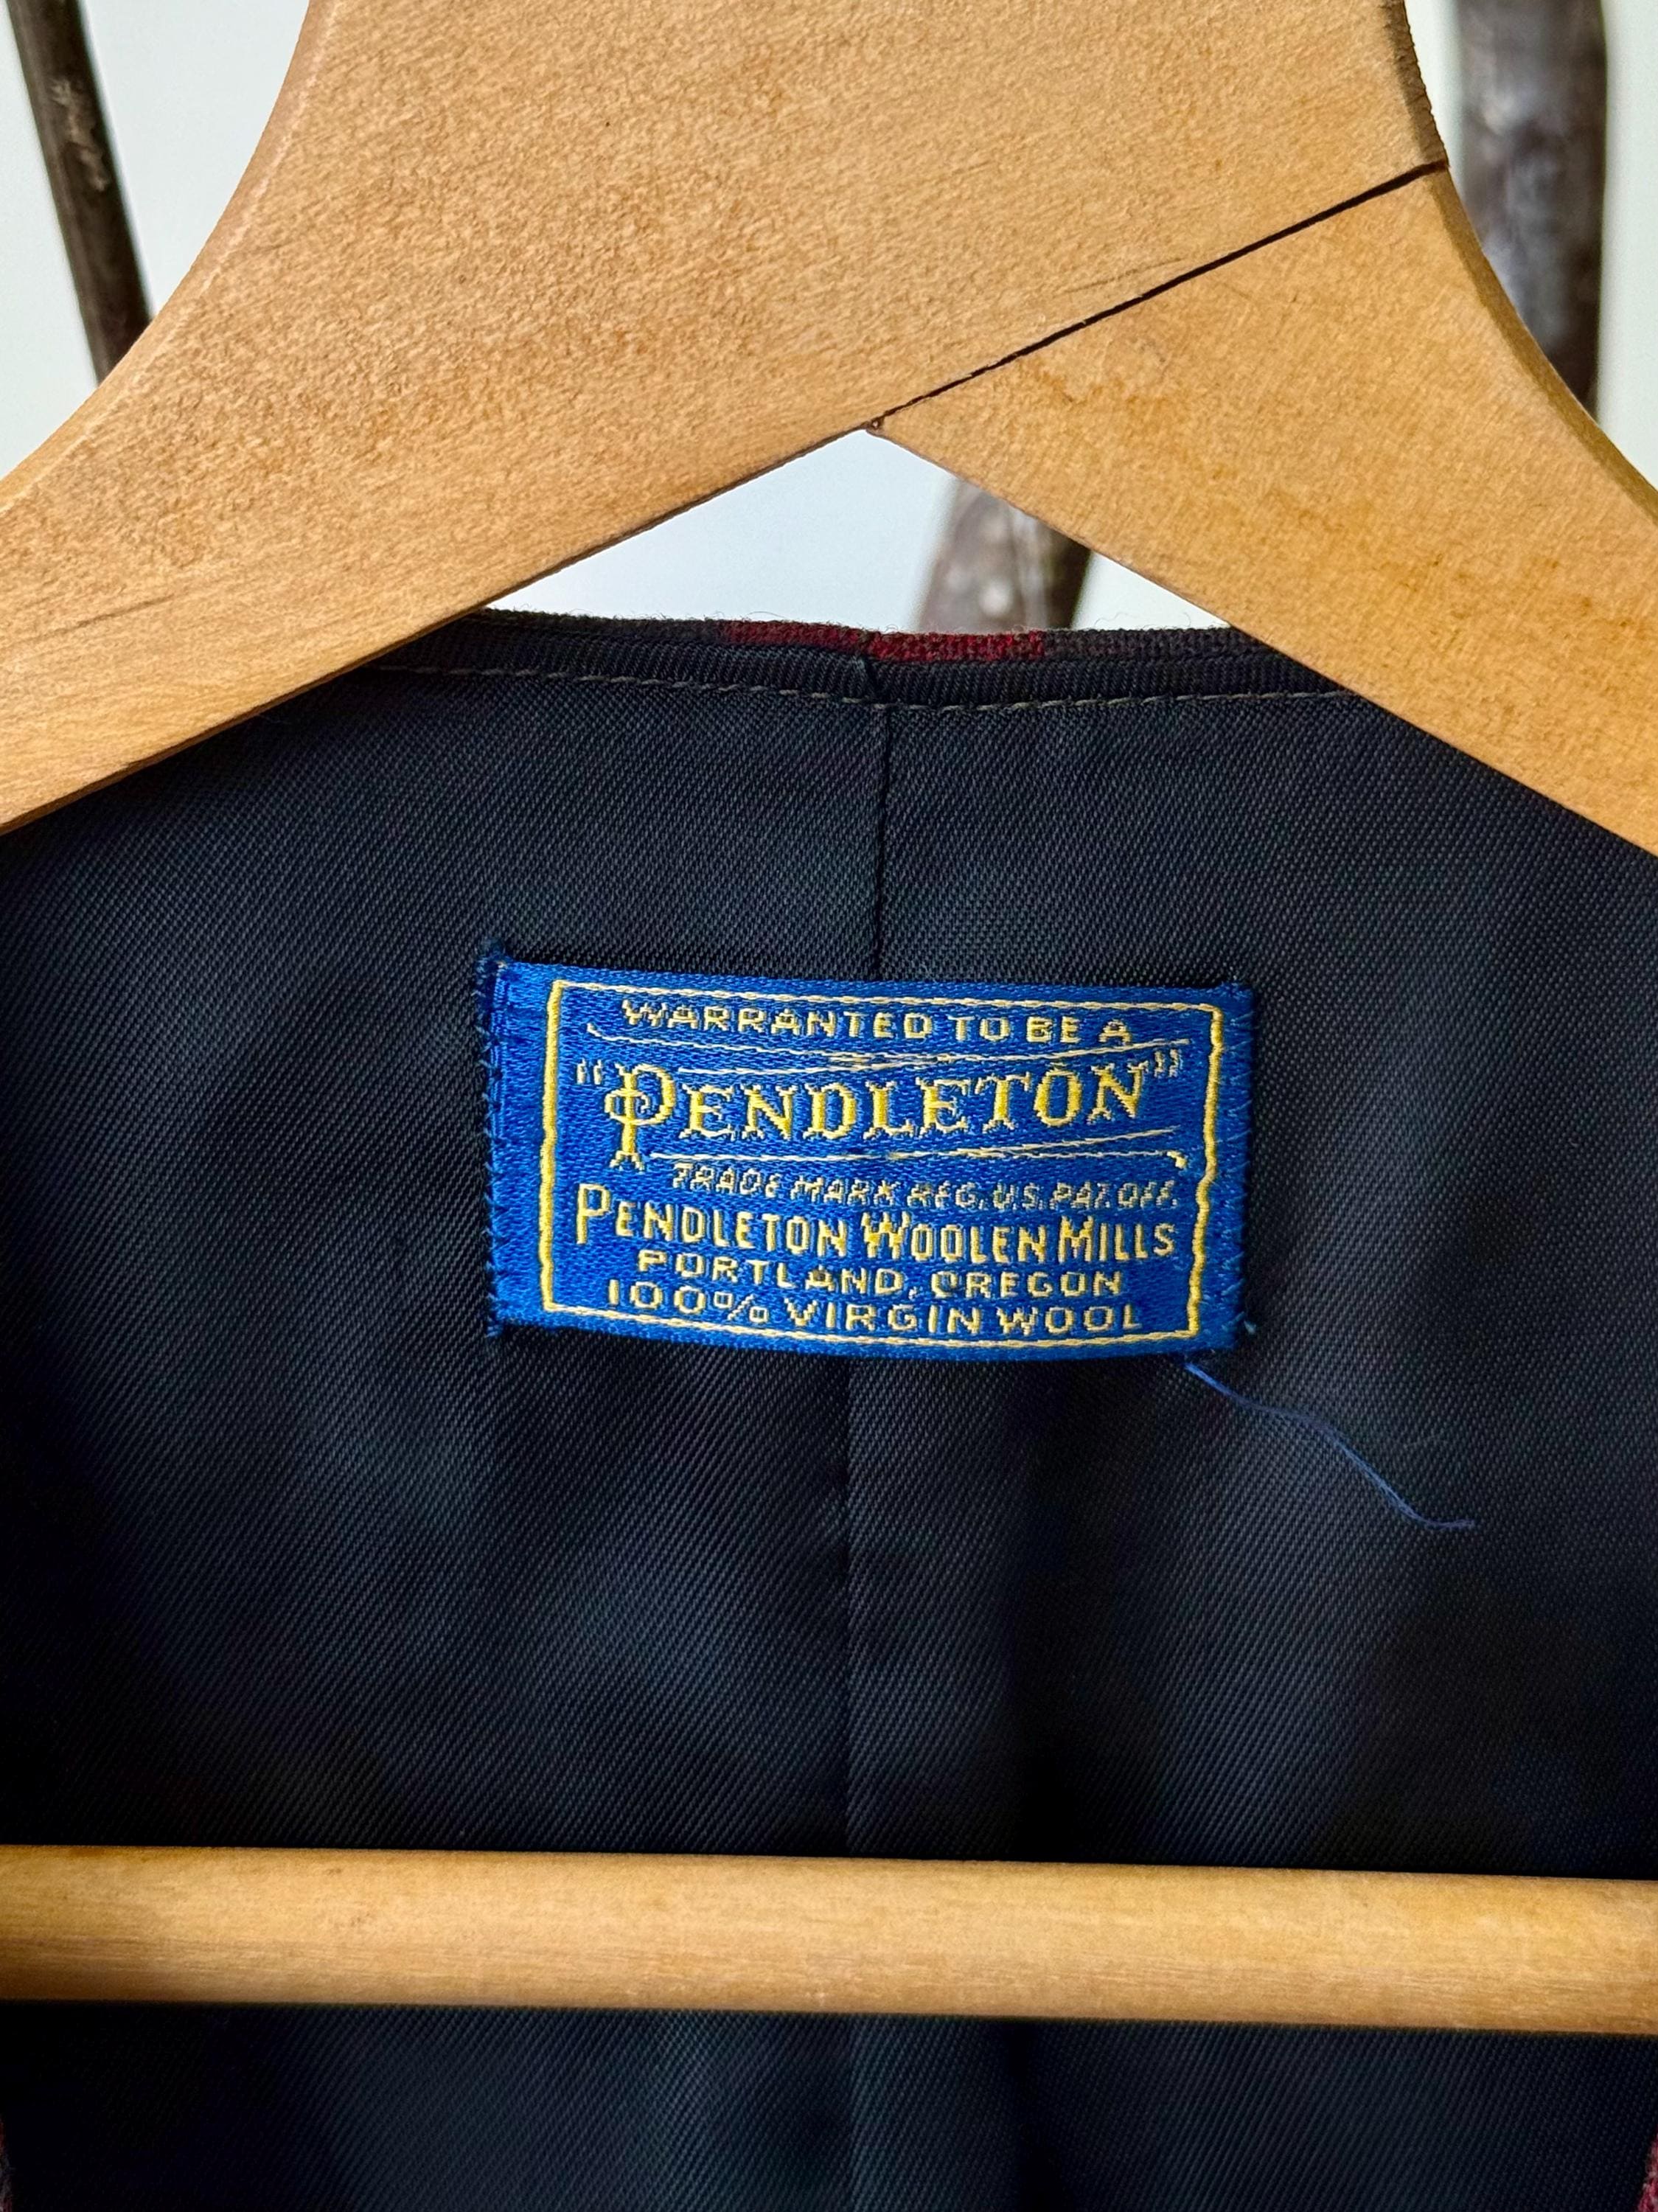 WARRANTED TO BE A
"PENDLETON"
TRADE MARK REG. U.S. PAT. OFF.
PENDLETON WOOLEN MILLS
PORTLAND, OREGON
100% VIRGIN WOOL